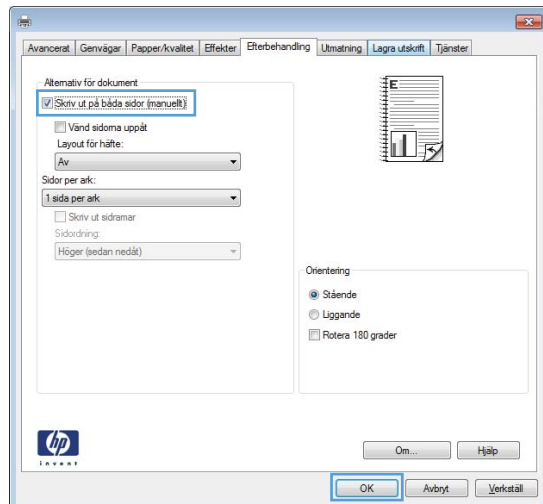 Avancerat Genvägar Papper/kvalitet Effekter Efterbehandling Utmatning Lagra utskrift Tjänster
Alternativ för dokument
Skriv ut på båda sidor (manuellt)
Vänd sidorna uppåt
Layout för häfte:
Av
Sidor per ark:
1 sida per ark
Skriv ut sidramar
Sidordning:
Höger (sedan nedåt)
E
Orientering
Stående
Liggande
Rotera 180 grader
hp
invent
Om... Hjälp
OK Avbryt Verkställ